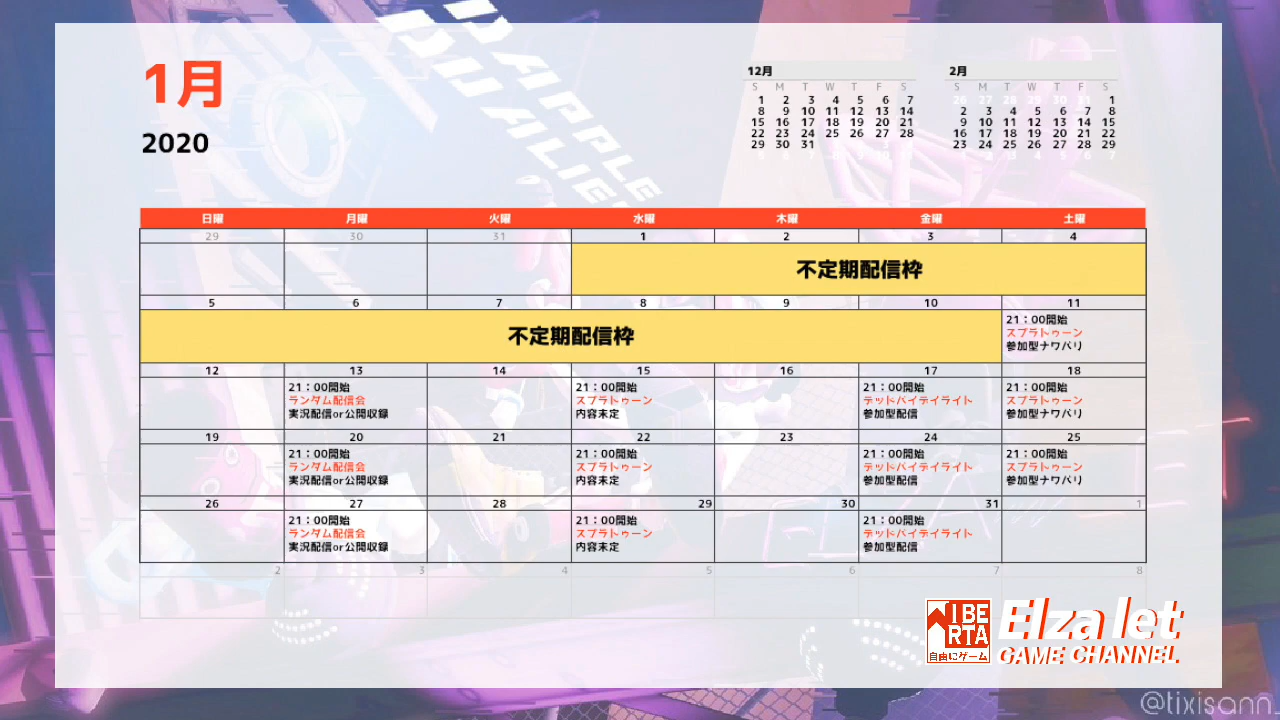 1月
2020
12月
S M T W T F S
1 2 3 4 5 6 7
8 9 10 11 12 13 14
15 16 17 18 19 20 21
22 23 24 25 26 27 28
29 30 31
2月
S M T W T F S
26 27 28 29 30 31 1
2 3 4 5 6 7 8
9 10 11 12 13 14 15
16 17 18 19 20 21 22
23 24 25 26 27 28 29
日曜 月曜 火曜 水曜 木曜 金曜 土曜
29 30 31 1 2 3 4
不定期配信枠
5 6 7 8 9 10 11
不定期配信枠
21：00開始
スプラトゥーン
参加型ナワバリ
12 13 14 15 16 17 18
21：00開始
ランダム配信会
実況配信or公開収録
21：00開始
スプラトゥーン
内容未定
21：00開始
デッドバイデイライト
参加型配信
21：00開始
スプラトゥーン
参加型ナワバリ
19 20 21 22 23 24 25
21：00開始
ランダム配信会
実況配信or公開収録
21：00開始
スプラトゥーン
内容未定
21：00開始
デッドバイデイライト
参加型配信
21：00開始
スプラトゥーン
参加型ナワバリ
26 27 28 29 30 31 1
21：00開始
ランダム配信会
実況配信or公開収録
21：00開始
スプラトゥーン
内容未定
21：00開始
デッドバイデイライト
参加型配信
2 3 4 5 6 7 8
IBE
RTA
自由にゲーム
Elza let
GAME CHANNEL
@tixisann